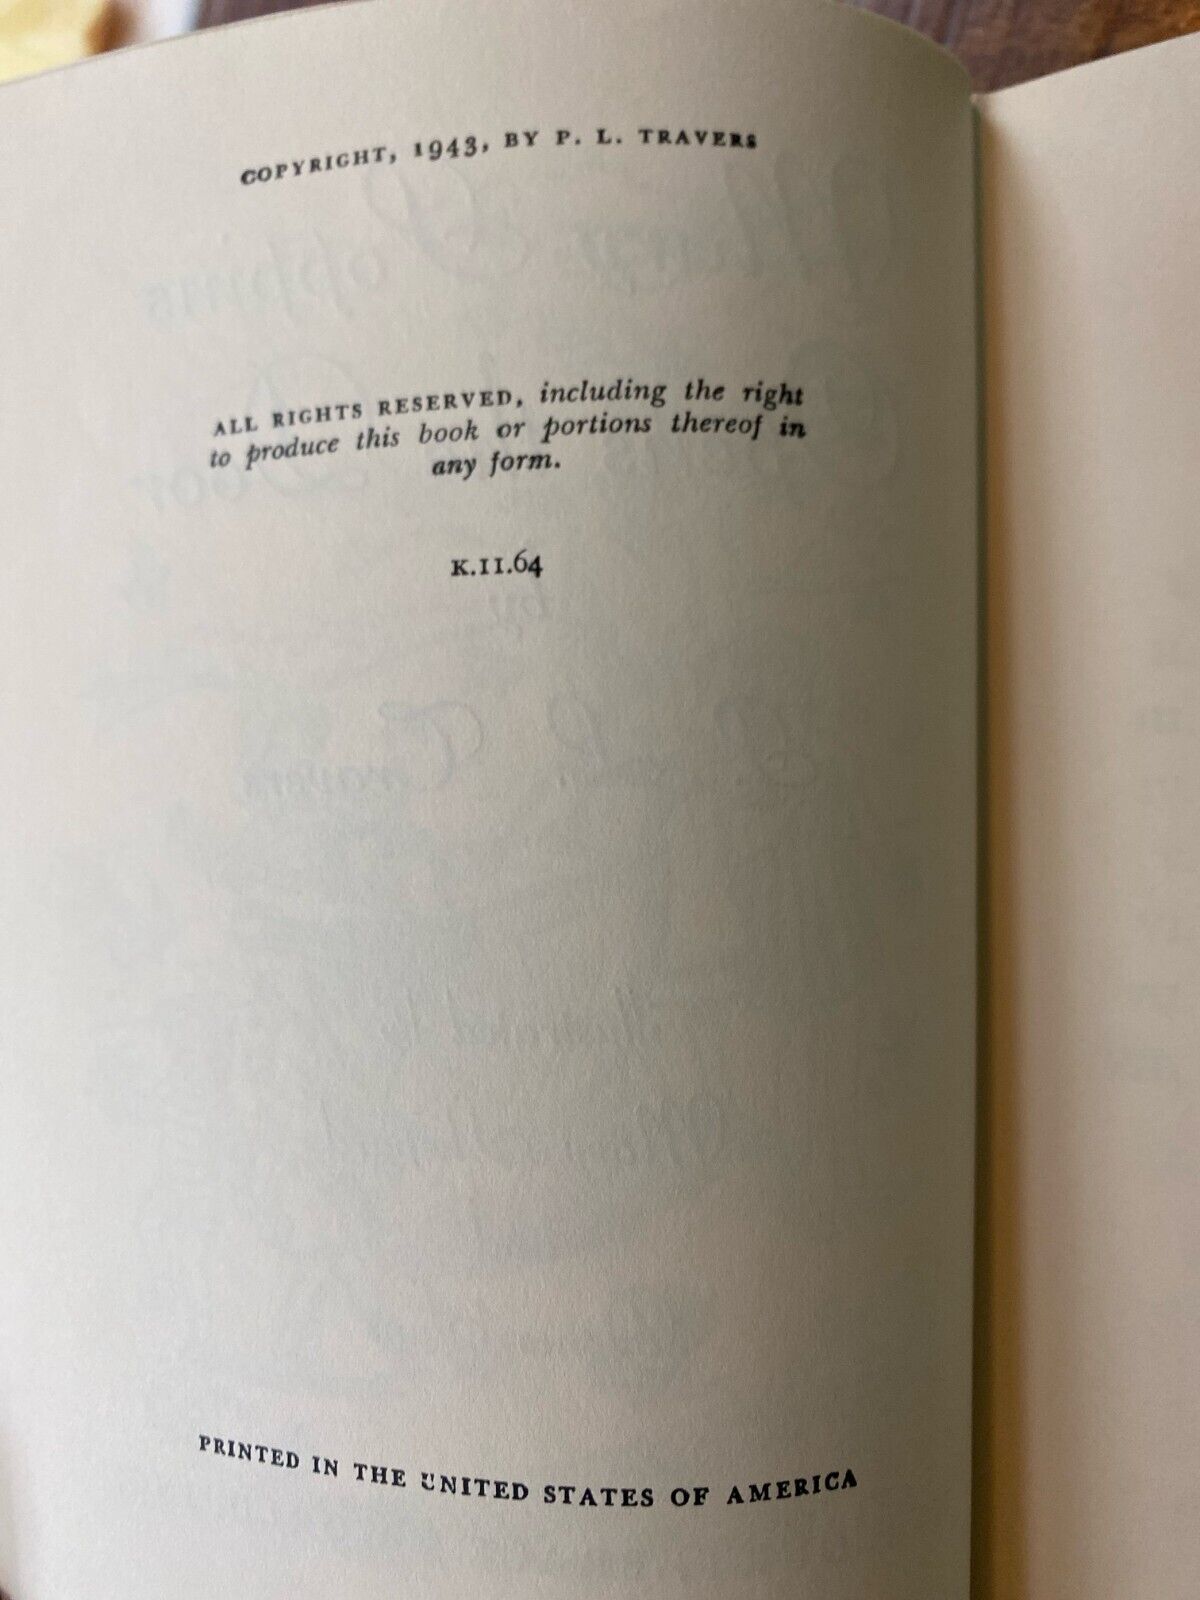 COPYRIGHT, 1943, BY P. L. TRAVERS
ALL RIGHTS RESERVED, including the right
to produce this book or portions thereof in
any form.
K.11.64
PRINTED IN THE UNITED STATES OF AMERICA